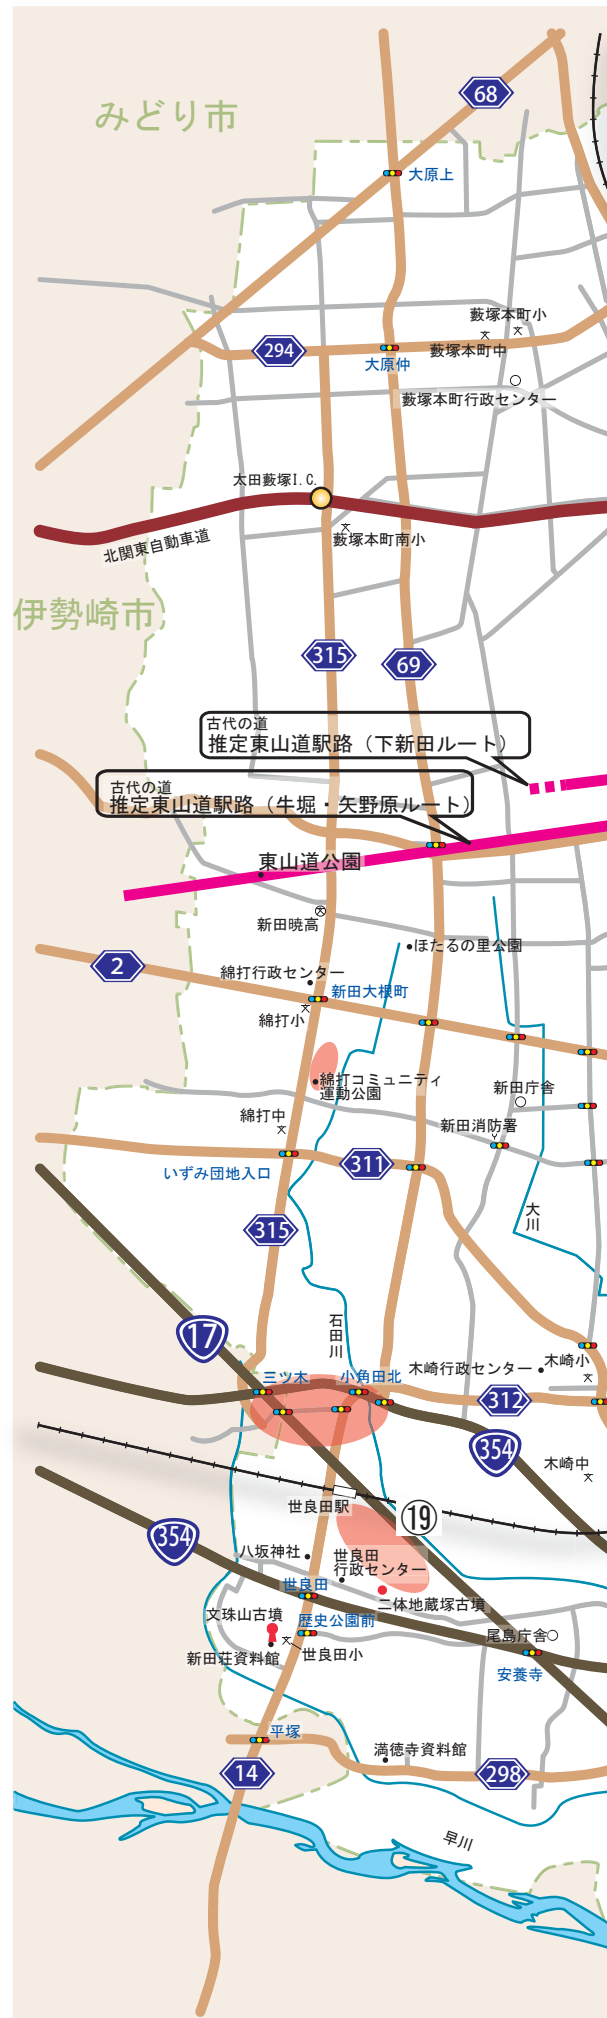 みどり市
68
大原上
藪塚本町小
294
藪塚本町中
大原仲
藪塚本町行政センター
太田藪塚I.C.
北関東自動車道
藪塚本町南小
伊勢崎市
315
69
古代の道
推定東山道駅路（下新田ルート）
古代の道
推定東山道駅路（牛堀・矢野原ルート）
東山道公園
新田暁高
ほたるの里公園
2
綿打行政センター
新田大根町
綿打小
綿打コミュニティ
運動公園
新田庁舎
綿打中
新田消防署
いずみ団地入口
311
315
大川
17
石田川
三ツ木
小角田北
木崎行政センター
木崎小
312
354
木崎中
世良田駅
⑲
354
八坂神社
世良田
行政センター
世良田
二体地蔵塚古墳
文珠山古墳
歴史公園前
尾島庁舎
新田荘資料館
世良田小
安養寺
平塚
満徳寺資料館
14
298
早川